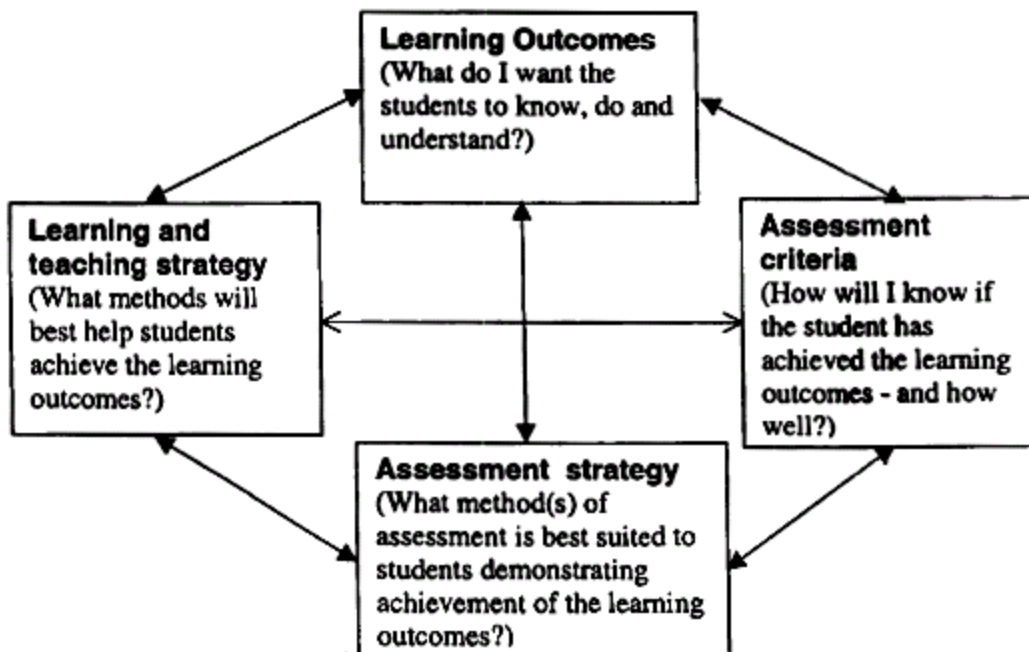 Learning Outcomes
(What do I want the
students to know, do and
understand?)
Learning and
teaching strategy
(What methods will
best help students
achieve the learning
outcomes?)
Assessment
criteria
(How will I know if
the student has
achieved the learning
outcomes - and how
well?)
Assessment strategy
(What method(s) of
assessment is best suited to
students demonstrating
achievement of the learning
outcomes?)